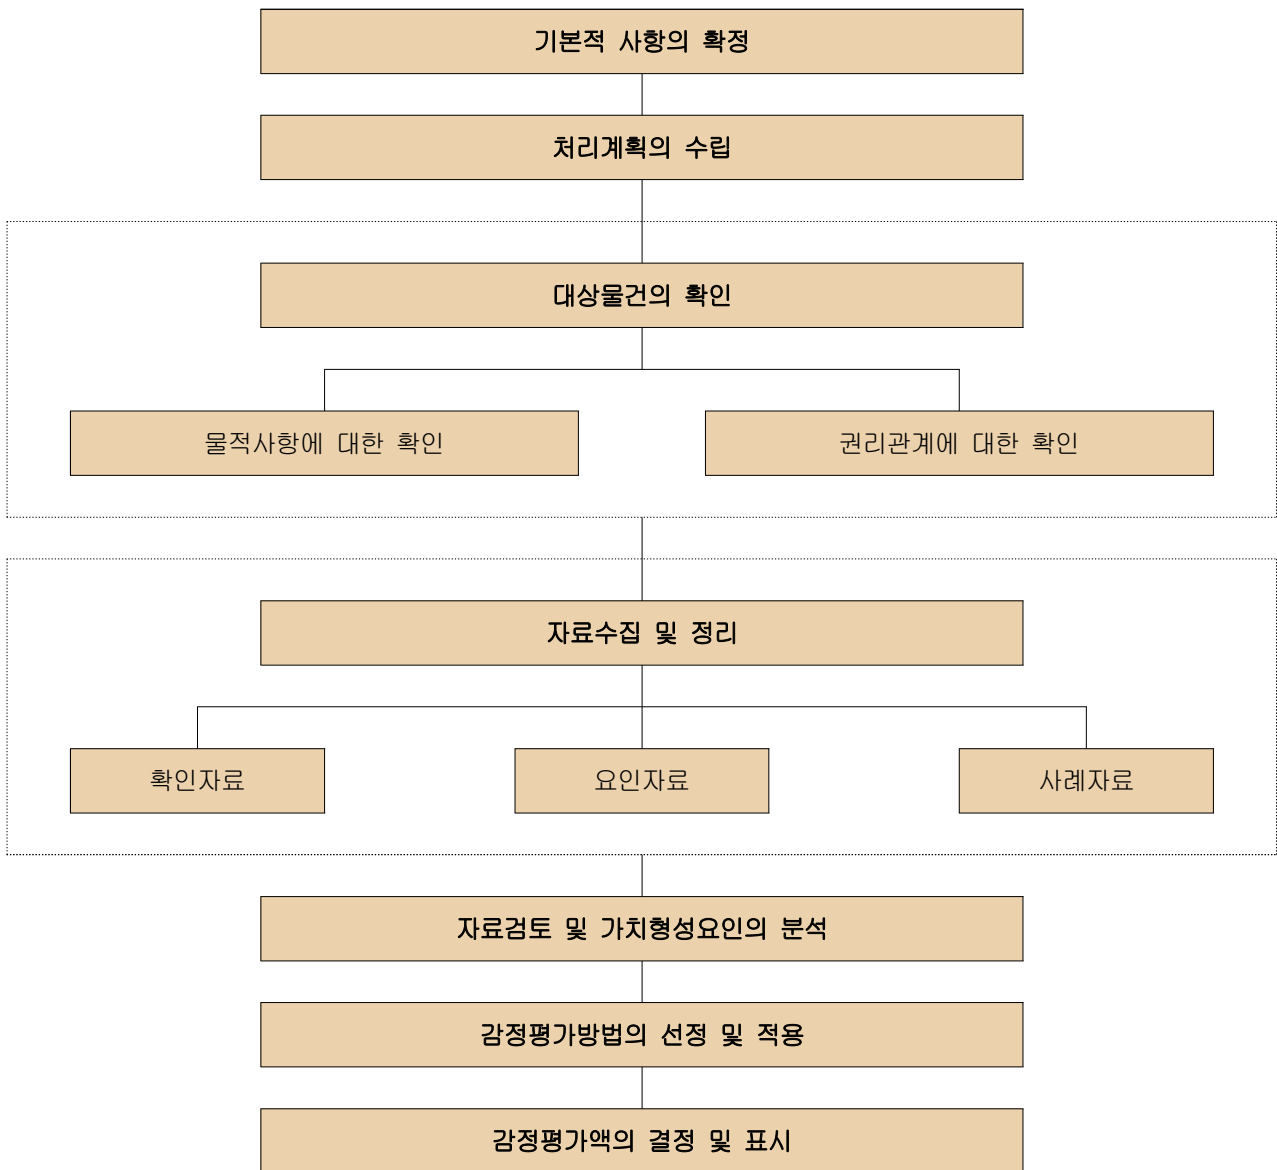 기본적 사항의 확정
처리계획의 수립
대상물건의 확인
물적사항에 대한 확인
권리관계에 대한 확인
자료수집 및 정리
확인자료
요인자료
사례자료
자료검토 및 가치형성요인의 분석
감정평가방법의 선정 및 적용
감정평가액의 결정 및 표시